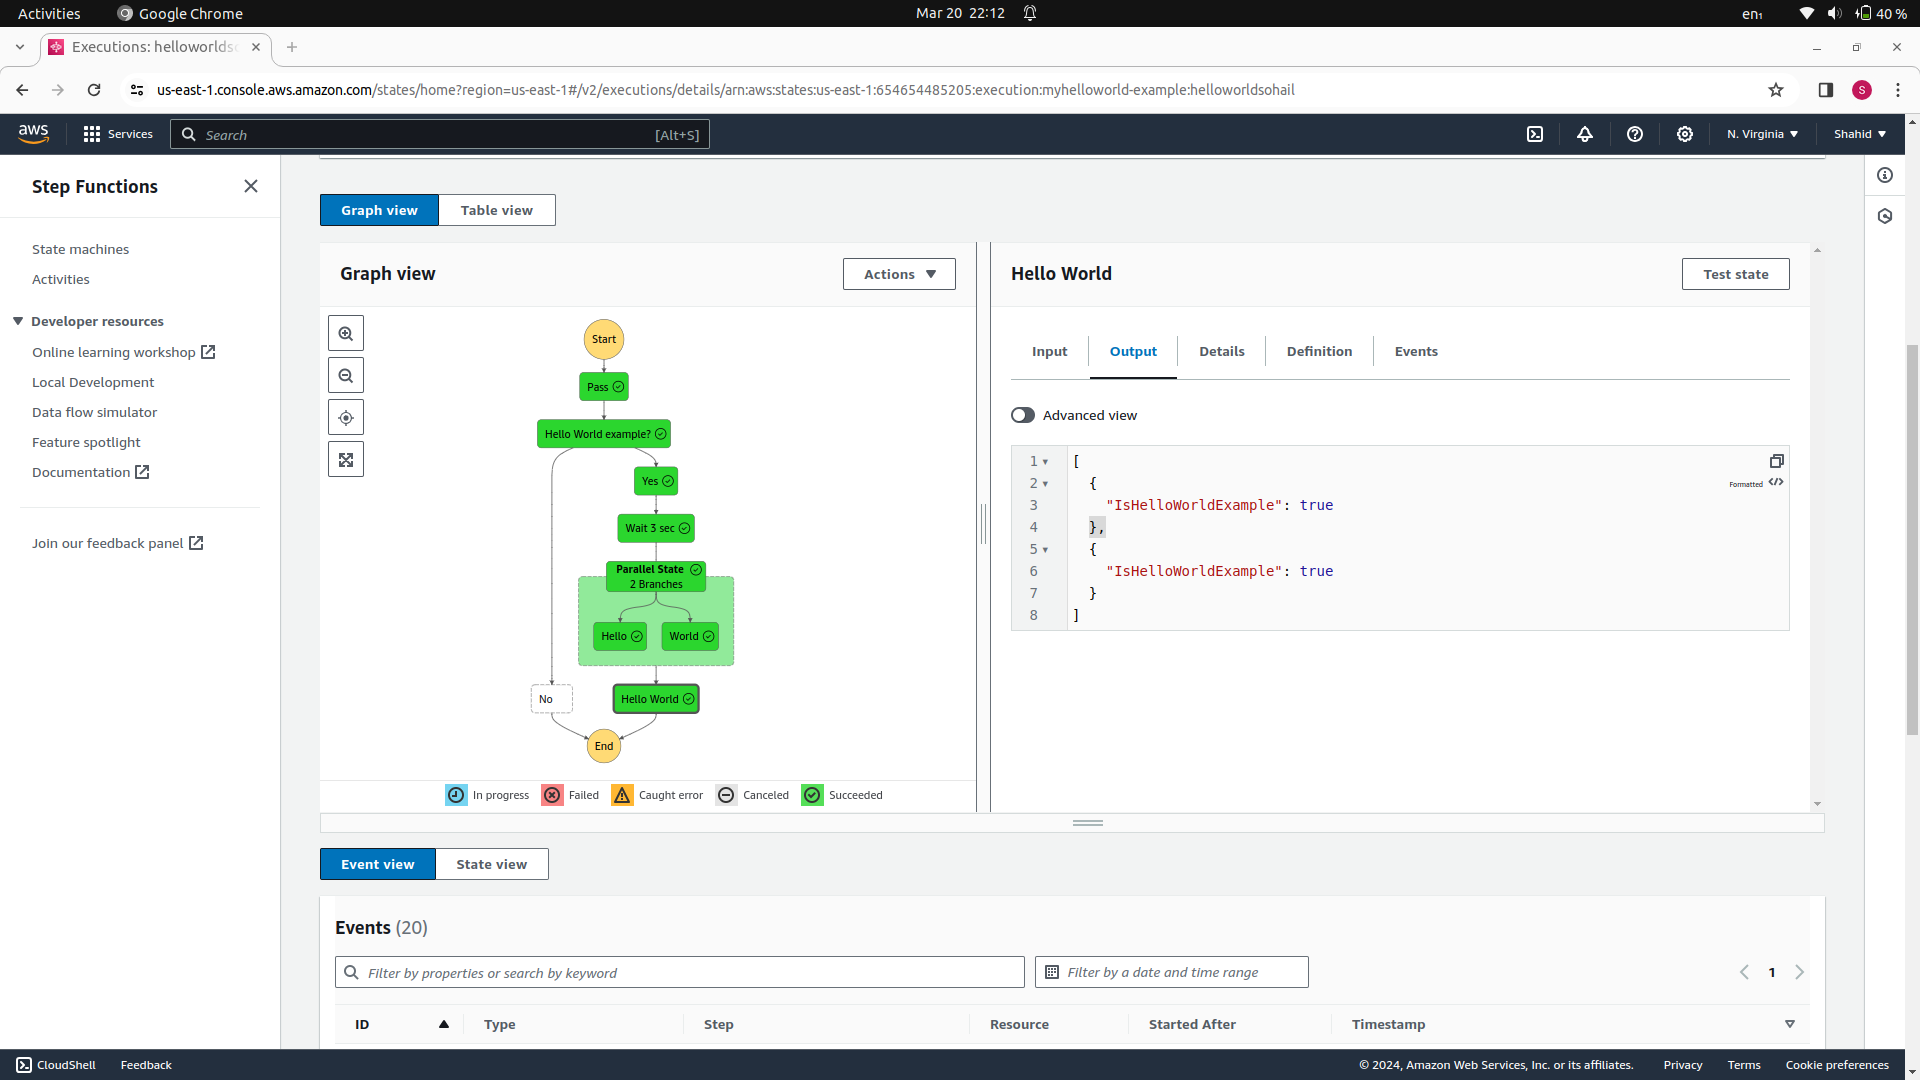 Activities Google Chrome Mar 20 22:12 en₁ 40 %
Executions: helloworldso
us-east-1.console.aws.amazon.com/states/home?region=us-east-1#/v2/executions/details/arn:aws:states:us-east-1:654654485205:execution:myhelloworld-example:helloworldsohail S
aws Services Search [Alt+S] N. Virginia Shahid
Step Functions
State machines
Activities
Developer resources
Online learning workshop
Local Development
Data flow simulator
Feature spotlight
Documentation
Join our feedback panel
Graph view Table view
Graph view Actions
Start
Pass
Hello World example?
Yes
Wait 3 sec
Parallel State
2 Branches
Hello World
No Hello World
End
In progress Failed Caught error Canceled Succeeded
Hello World Test state
Input Output Details Definition Events
Advanced view
Formatted
1 [
2 {
3 "IsHelloWorldExample": true
4 },
5 {
6 "IsHelloWorldExample": true
7 }
8 ]
Event view State view
Events (20)
Filter by properties or search by keyword Filter by a date and time range 1
ID Type Step Resource Started After Timestamp
CloudShell Feedback © 2024, Amazon Web Services, Inc. or its affiliates. Privacy Terms Cookie preferences